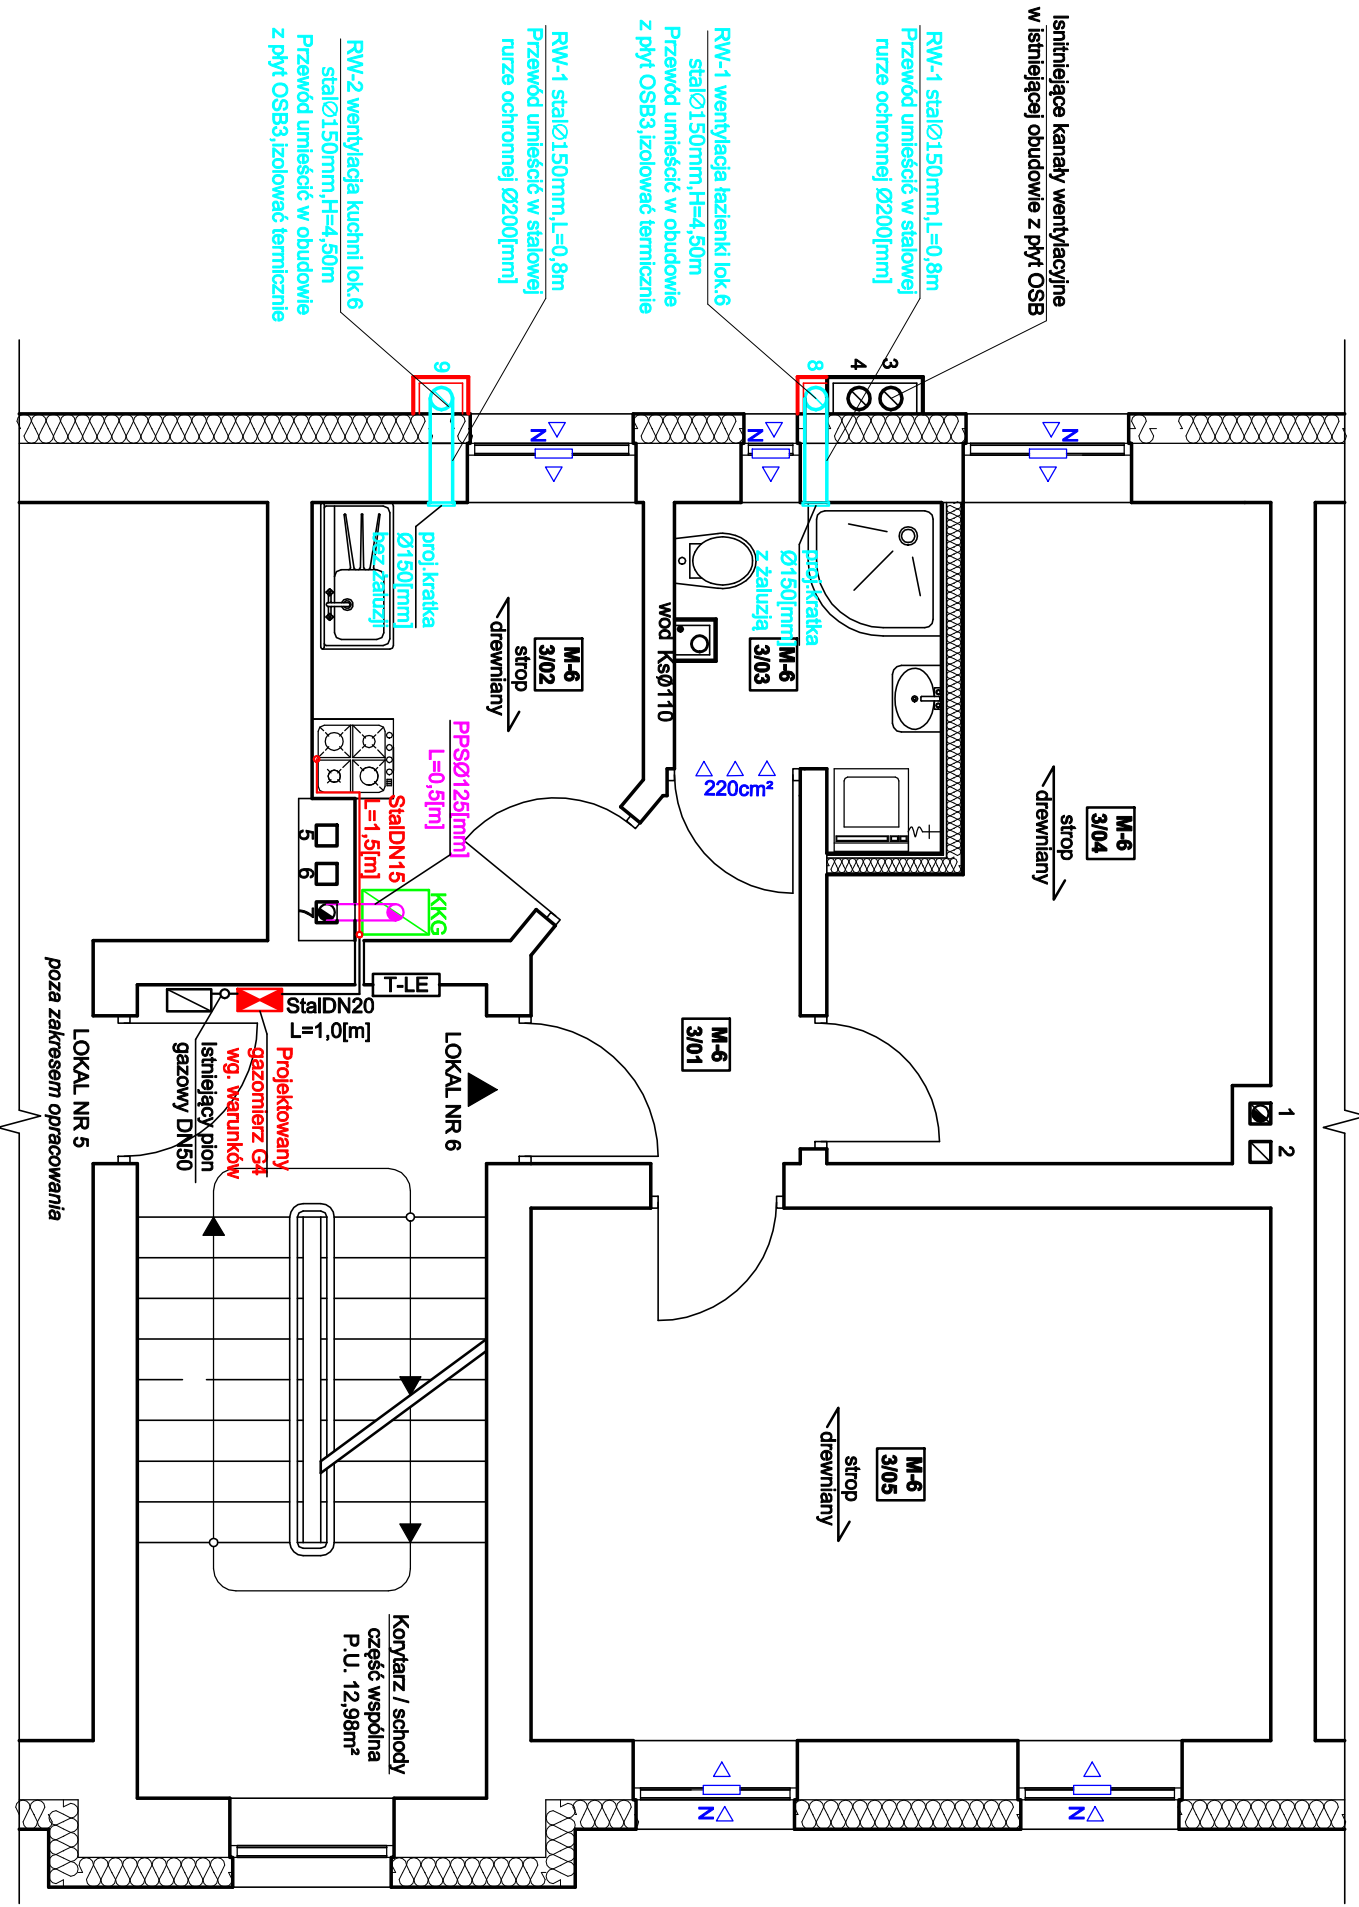 Isnitniejące kanały wentylacyjne
w istniejącej obudowie z płyt OSB
RW-1 stalØ150mm,L=0,8m
Przewód umieścić w stalowej
rurze ochronnej Ø200[mm]
RW-1 wentylacja łazienki lok.6
stalØ150mm,H=4,50m
Przewód umieścić w obudowie
z płyt OSB3,izolować termicznie
RW-1 stalØ150mm,L=0,8m
Przewód umieścić w stalowej
rurze ochronnej Ø200[mm]
RW-2 wentylacja kuchni lok.6
stalØ150mm,H=4,50m
Przewód umieścić w obudowie
z płyt OSB3,izolować termicznie
3
4
8
9
N
N
N
proj.kratka
Ø150[mm]
z żaluzją
proj.kratka
Ø150[mm]
bez żaluzji
M-6
3/04
strop
drewniany
M-6
3/03
wod
KsØ110
220cm²
M-6
3/02
strop
drewniany
PPSØ125[mm]
L=0,5[m]
StalDN15
L=1,5[m]
KKG
5
6
7
T-LE
StalDN20
L=1,0[m]
M-6
3/01
LOKAL NR 6
Projektowany
gazomierz G4
wg. warunków
Istniejący pion
gazowy DN50
LOKAL NR 5
poza zakresem opracowania
1
2
M-6
3/05
strop
drewniany
Korytarz / schody
część wspólna
P.U. 12,98m²
N
N